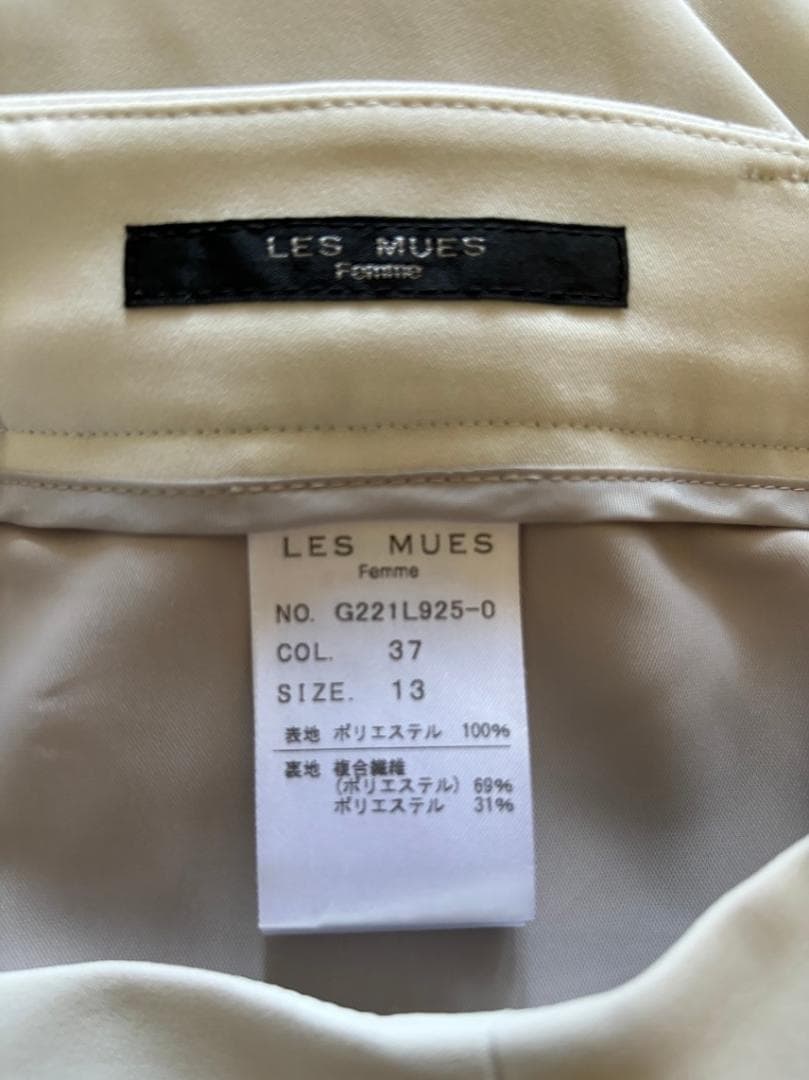 LES MUES
Femme
LES MUES
Femme
NO. G221L925-0
COL. 37
SIZE. 13
表地 ポリエステル 100%
裏地 複合繊維
(ポリエステル) 69%
ポリエステル 31%